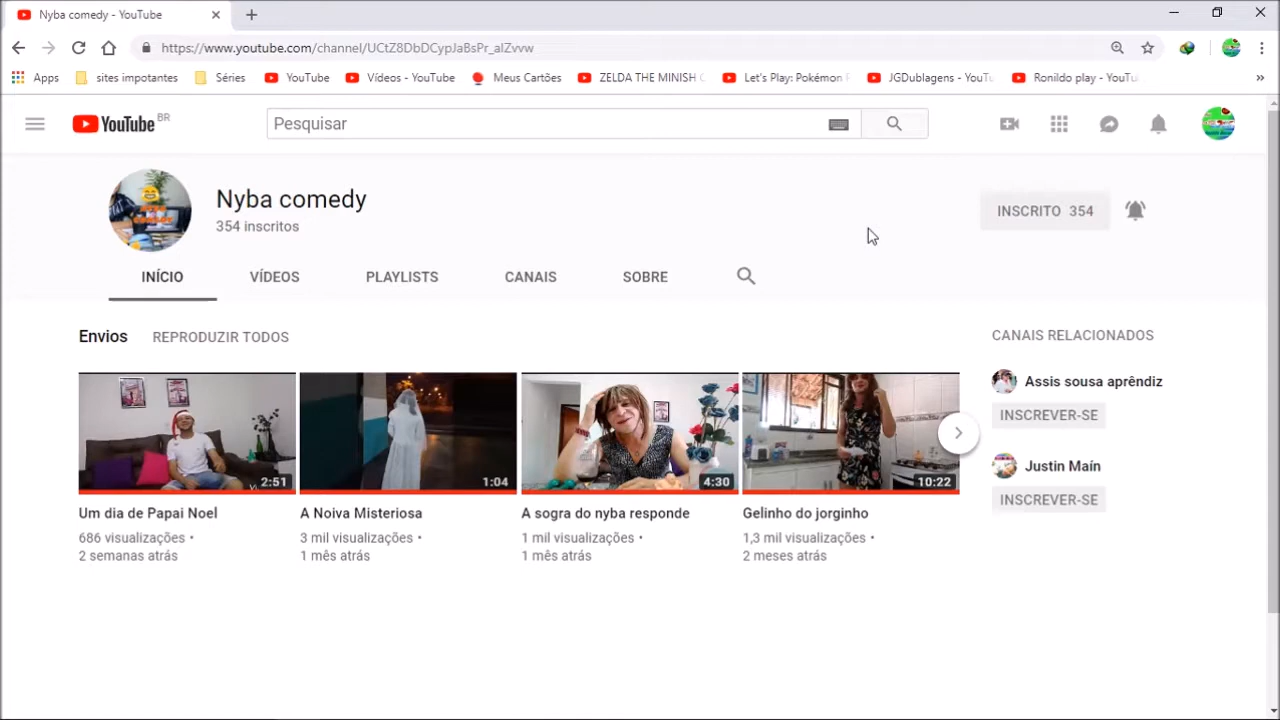 Nyba comedy - YouTube
https://www.youtube.com/channel/UCtZ8DbDCypJaBsPr_aIZvvw
Apps sites impotantes Séries YouTube Vídeos - YouTube Meus Cartões ZELDA THE MINISH Let's Play: Pokémon JGDublagens - YouTu Ronildo play - YouTu »
YouTube BR
Pesquisar
Nyba comedy
354 inscritos
INSCRITO 354
INÍCIO VÍDEOS PLAYLISTS CANAIS SOBRE
Envios REPRODUZIR TODOS
CANAIS RELACIONADOS
2:51 1:04 4:30 10:22
Um dia de Papai Noel
686 visualizações •
2 semanas atrás
A Noiva Misteriosa
3 mil visualizações •
1 mês atrás
A sogra do nyba responde
1 mil visualizações •
1 mês atrás
Gelinho do jorginho
1,3 mil visualizações •
2 meses atrás
Assis sousa aprêndiz
INSCREVER-SE
Justin Maín
INSCREVER-SE